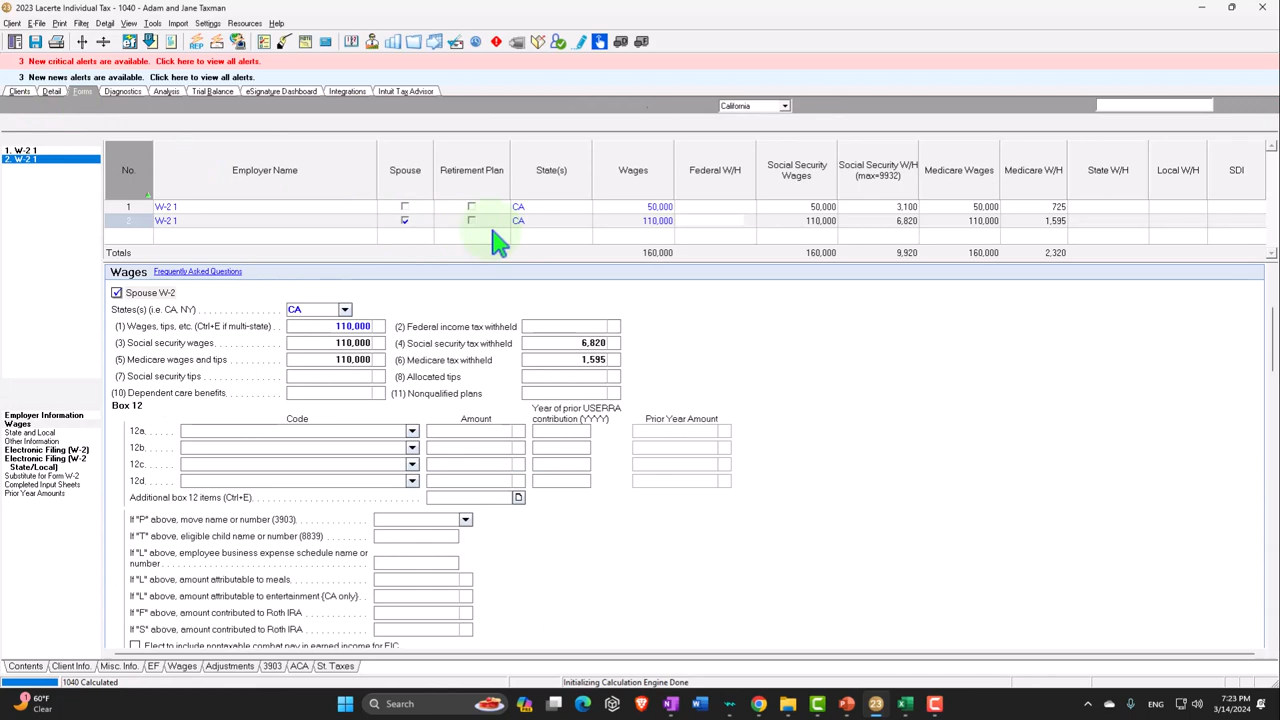 2023 Lacerte Individual Tax - 1040 - Adam and Jane Taxman
Client E-File Print Filter Detail View Tools Import Settings Resources Help
3 New critical alerts are available. Click here to view all alerts.
3 New news alerts are available. Click here to view all alerts.
Clients Detail Forms Diagnostics Analysis Trial Balance eSignature Dashboard Integrations Intuit Tax Advisor
California
1. W-2 1
2. W-2 1
No. Employer Name Spouse Retirement Plan State(s) Wages Federal W/H Social Security Wages Social Security W/H (max=9932) Medicare Wages Medicare W/H State W/H Local W/H SDI
1 W-2 1 CA 50,000 50,000 3,100 50,000 725
2 W-2 1 CA 110,000 110,000 6,820 110,000 1,595
Totals 160,000 160,000 9,920 160,000 2,320
Wages Frequently Asked Questions
Spouse W-2
States(s) (i.e. CA, NY) CA
(1) Wages, tips, etc. (Ctrl+E if multi-state) 110,000 (2) Federal income tax withheld
(3) Social security wages 110,000 (4) Social security tax withheld 6,820
(5) Medicare wages and tips 110,000 (6) Medicare tax withheld 1,595
(7) Social security tips (8) Allocated tips
(10) Dependent care benefits (11) Nonqualified plans
Box 12
Code Amount Year of prior USERRA contribution (YYYY) Prior Year Amount
12a
12b
12c
12d
Additional box 12 items (Ctrl+E)
If "P" above, move name or number (3903)
If "T" above, eligible child name or number (8839)
If "L" above, employee business expense schedule name or
number
If "L" above, amount attributable to meals
If "L" above, amount attributable to entertainment {CA only}
If "F" above, amount contributed to Roth IRA
If "S" above, amount contributed to Roth IRA
Elect to include nontaxable combat pay in earned income for EIC
Employer Information
Wages
State and Local
Other Information
Electronic Filing (W-2)
Electronic Filing (W-2
State/Local)
Substitute for Form W-2
Completed Input Sheets
Prior Year Amounts
Contents Client Info. Misc. Info. EF Wages Adjustments 3903 ACA St. Taxes
1040 Calculated Initializing Calculation Engine Done
60°F
Clear
Search
ENG
7:23 PM
3/14/2024